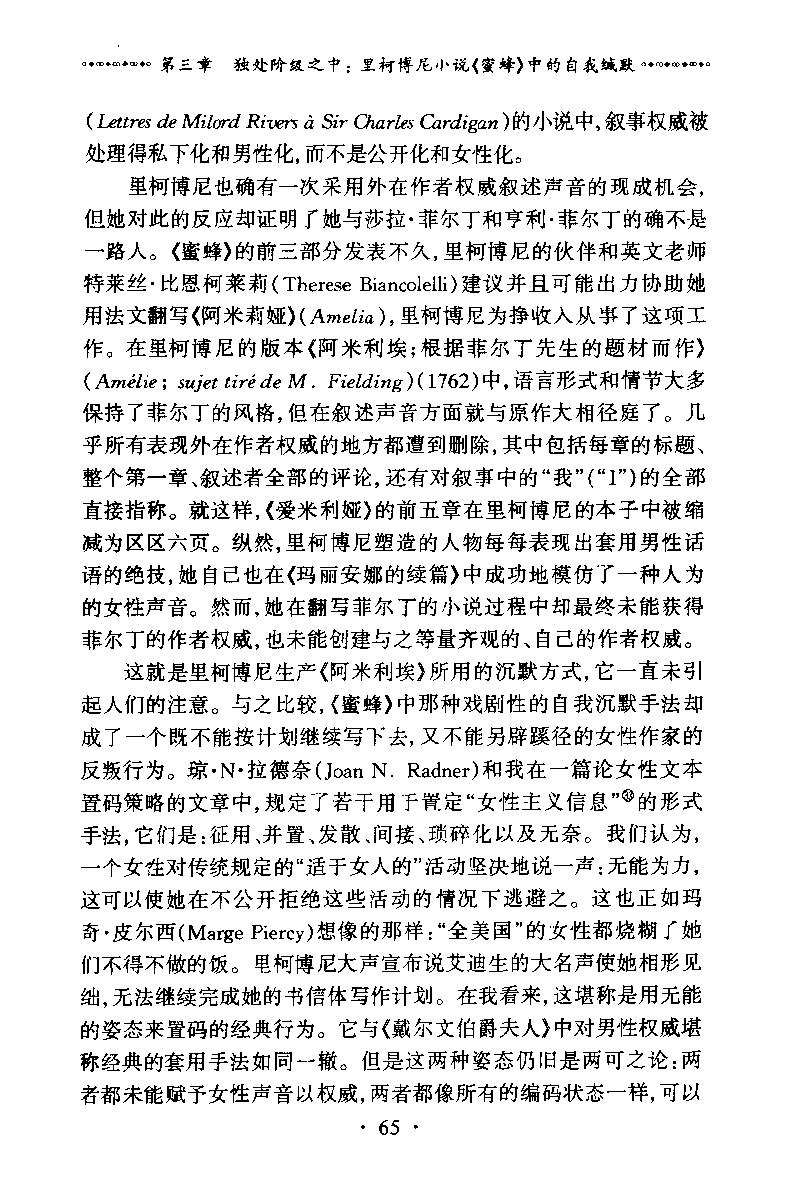 第三章 独处阶级之中：里柯博尼小说《蜜蜂》中的自我缄默
(Lettres de Milord Rivers à Sir Charles Cardigan)的小说中,叙事权威被
处理得私下化和男性化,而不是公开化和女性化。
里柯博尼也确有一次采用外在作者权威叙述声音的现成机会,
但她对此的反应却证明了她与莎拉·菲尔丁和亨利·菲尔丁的确不是
一路人。《蜜蜂》的前三部分发表不久,里柯博尼的伙伴和英文老师
特莱丝·比恩柯莱莉(Therese Biancolelli)建议并且可能出力协助她
用法文翻写《阿米莉娅》(Amelia),里柯博尼为挣收入从事了这项工
作。在里柯博尼的版本《阿米利埃;根据菲尔丁先生的题材而作》
(Amélie; sujet tiré de M. Fielding)(1762)中,语言形式和情节大多
保持了菲尔丁的风格,但在叙述声音方面就与原作大相径庭了。几
乎所有表现外在作者权威的地方都遭到删除,其中包括每章的标题、
整个第一章、叙述者全部的评论,还有对叙事中的“我”(“I”)的全部
直接指称。就这样,《爱米利娅》的前五章在里柯博尼的本子中被缩
减为区区六页。纵然,里柯博尼塑造的人物每每表现出套用男性话
语的绝技,她自己也在《玛丽安娜的续篇》中成功地模仿了一种人为
的女性声音。然而,她在翻写菲尔丁的小说过程中却最终未能获得
菲尔丁的作者权威,也未能创建与之等量齐观的、自己的作者权威。
这就是里柯博尼生产《阿米利埃》所用的沉默方式,它一直未引
起人们的注意。与之比较,《蜜蜂》中那种戏剧性的自我沉默手法却
成了一个既不能按计划继续写下去,又不能另辟蹊径的女性作家的
反叛行为。琼·N·拉德奈(Joan N. Radner)和我在一篇论女性文本
置码策略的文章中,规定了若干用于置定“女性主义信息”㉚的形式
手法,它们是:征用、并置、发散、间接、琐碎化以及无奈。我们认为,
一个女性对传统规定的“适于女人的”活动坚决地说一声:无能为力,
这可以使她在不公开拒绝这些活动的情况下逃避之。这也正如玛
奇·皮尔西(Marge Piercy)想像的那样:“全美国”的女性都烧糊了她
们不得不做的饭。里柯博尼大声宣布说艾迪生的大名声使她相形见
绌,无法继续完成她的书信体写作计划。在我看来,这堪称是用无能
的姿态来置码的经典行为。它与《戴尔文伯爵夫人》中对男性权威堪
称经典的套用手法如同一辙。但是这两种姿态仍旧是两可之论:两
者都未能赋予女性声音以权威,两者都像所有的编码状态一样,可以
· 65 ·